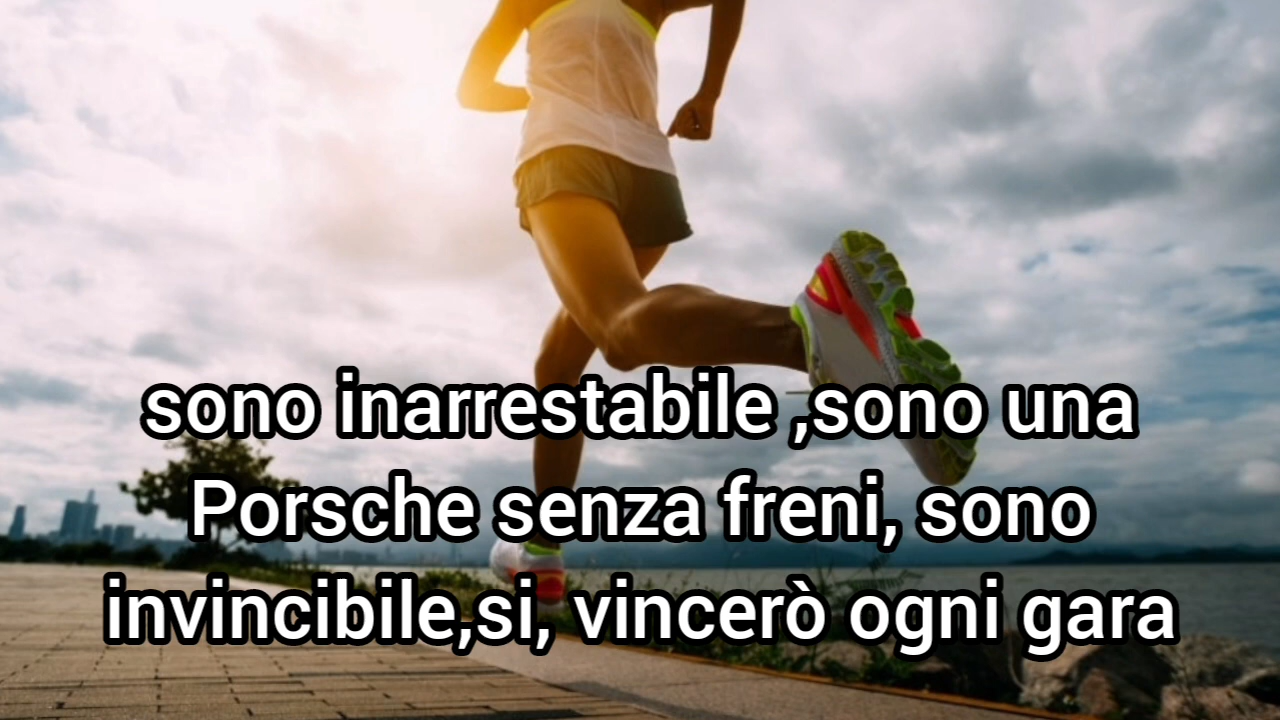 sono inarrestabile ,sono una
Porsche senza freni, sono
invincibile,si, vincerò ogni gara